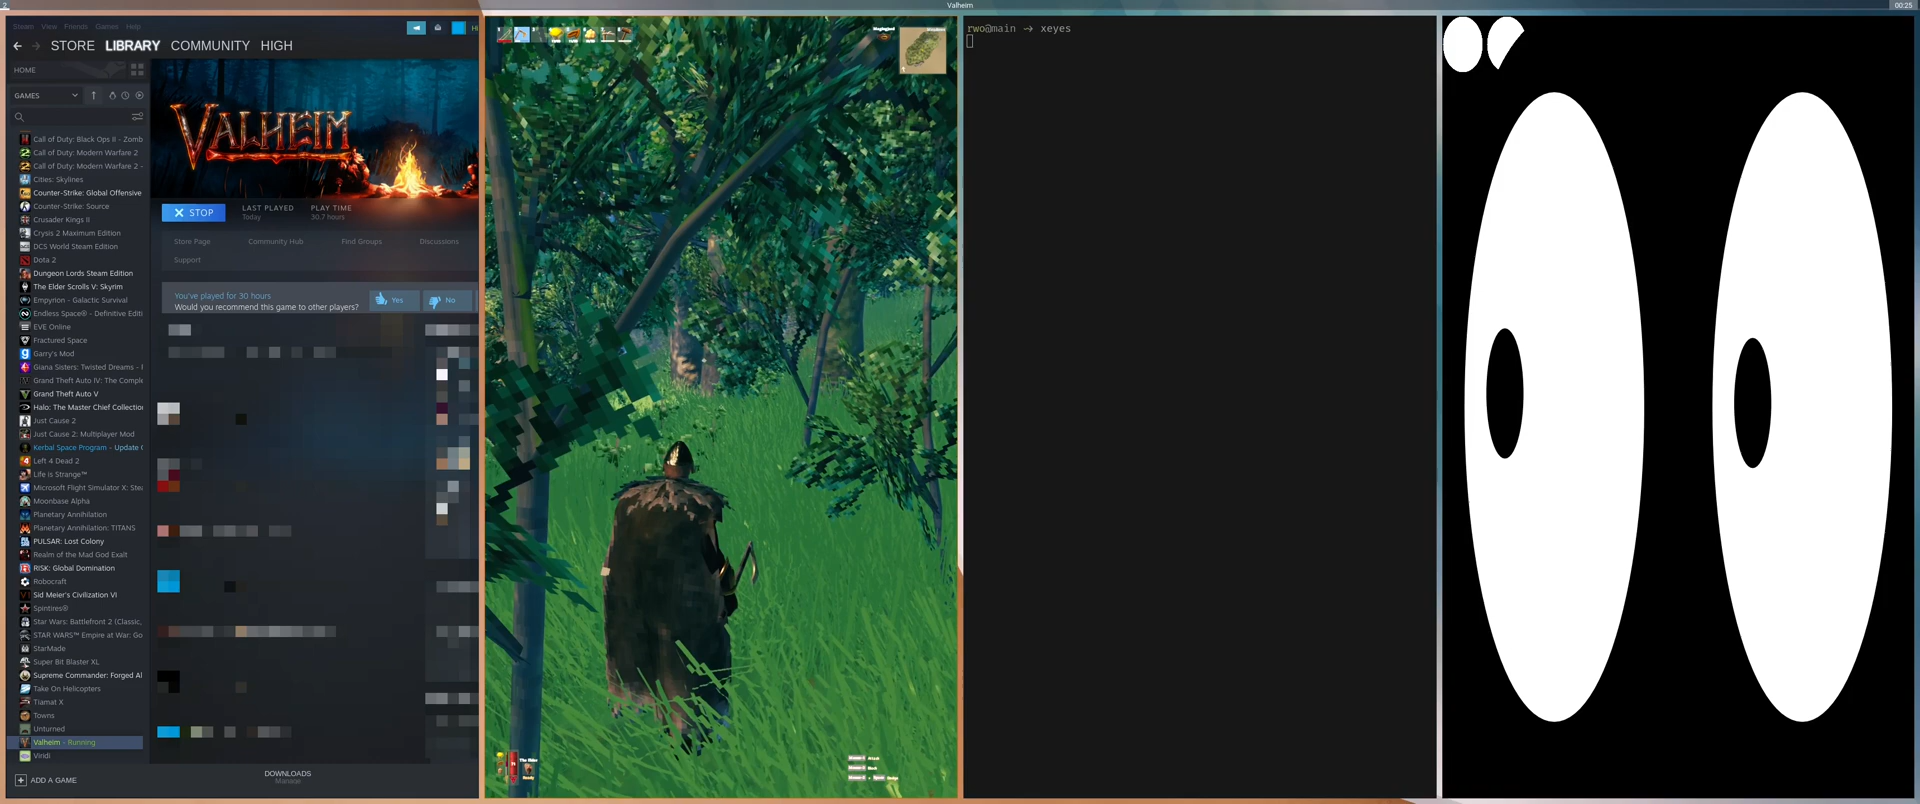 2
Valheim
00:25
Steam View Friends Games Help
STORE LIBRARY COMMUNITY HIGH
HOME
GAMES
Call of Duty: Black Ops II - Zomb
Call of Duty: Modern Warfare 2
Call of Duty: Modern Warfare 2 -
Cities: Skylines
Counter-Strike: Global Offensive
Counter-Strike: Source
Crusader Kings II
Crysis 2 Maximum Edition
DCS World Steam Edition
Dota 2
Dungeon Lords Steam Edition
The Elder Scrolls V: Skyrim
Empyrion - Galactic Survival
Endless Space® - Definitive Editi
EVE Online
Fractured Space
Garry's Mod
Giana Sisters: Twisted Dreams - R
Grand Theft Auto IV: The Comple
Grand Theft Auto V
Halo: The Master Chief Collection
Just Cause 2
Just Cause 2: Multiplayer Mod
Kerbal Space Program - Update Q
Left 4 Dead 2
Life is Strange™
Microsoft Flight Simulator X: Stea
Moonbase Alpha
Planetary Annihilation
Planetary Annihilation: TITANS
PULSAR: Lost Colony
Realm of the Mad God Exalt
RISK: Global Domination
Robocraft
Sid Meier's Civilization VI
Spintires®
Star Wars: Battlefront 2 (Classic,
STAR WARS™ Empire at War: Go
StarMade
Super Bit Blaster XL
Supreme Commander: Forged Al
Take On Helicopters
Tiamat X
Towns
Unturned
Valheim - Running
Viridi
ADD A GAME
VALHEIM
STOP
LAST PLAYED
Today
PLAY TIME
30.7 hours
Store Page Community Hub Find Groups Discussions
Support
You've played for 30 hours
Would you recommend this game to other players?
Yes No
DOWNLOADS
Manage
The Elder
Ready
rwo@main → xeyes